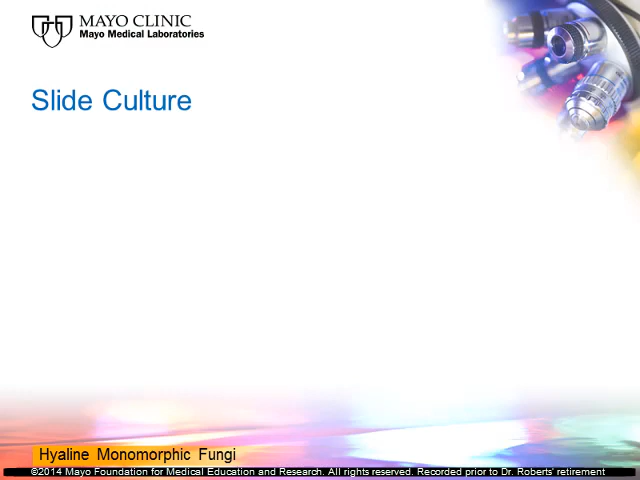 MAYO CLINIC
Mayo Medical Laboratories
Slide Culture
Hyaline Monomorphic Fungi
©2014 Mayo Foundation for Medical Education and Research. All rights reserved. Recorded prior to Dr. Roberts' retirement